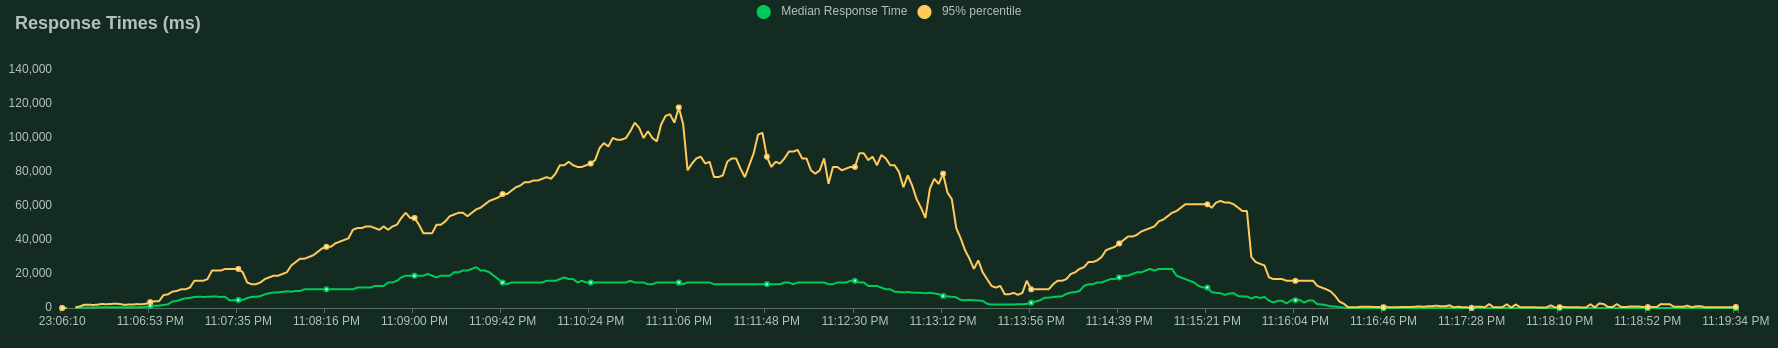 Response Times (ms)
Median Response Time
95% percentile
140,000
120,000
100,000
80,000
60,000
40,000
20,000
0
23:06:10
11:06:53 PM
11:07:35 PM
11:08:16 PM
11:09:00 PM
11:09:42 PM
11:10:24 PM
11:11:06 PM
11:11:48 PM
11:12:30 PM
11:13:12 PM
11:13:56 PM
11:14:39 PM
11:15:21 PM
11:16:04 PM
11:16:46 PM
11:17:28 PM
11:18:10 PM
11:18:52 PM
11:19:34 PM